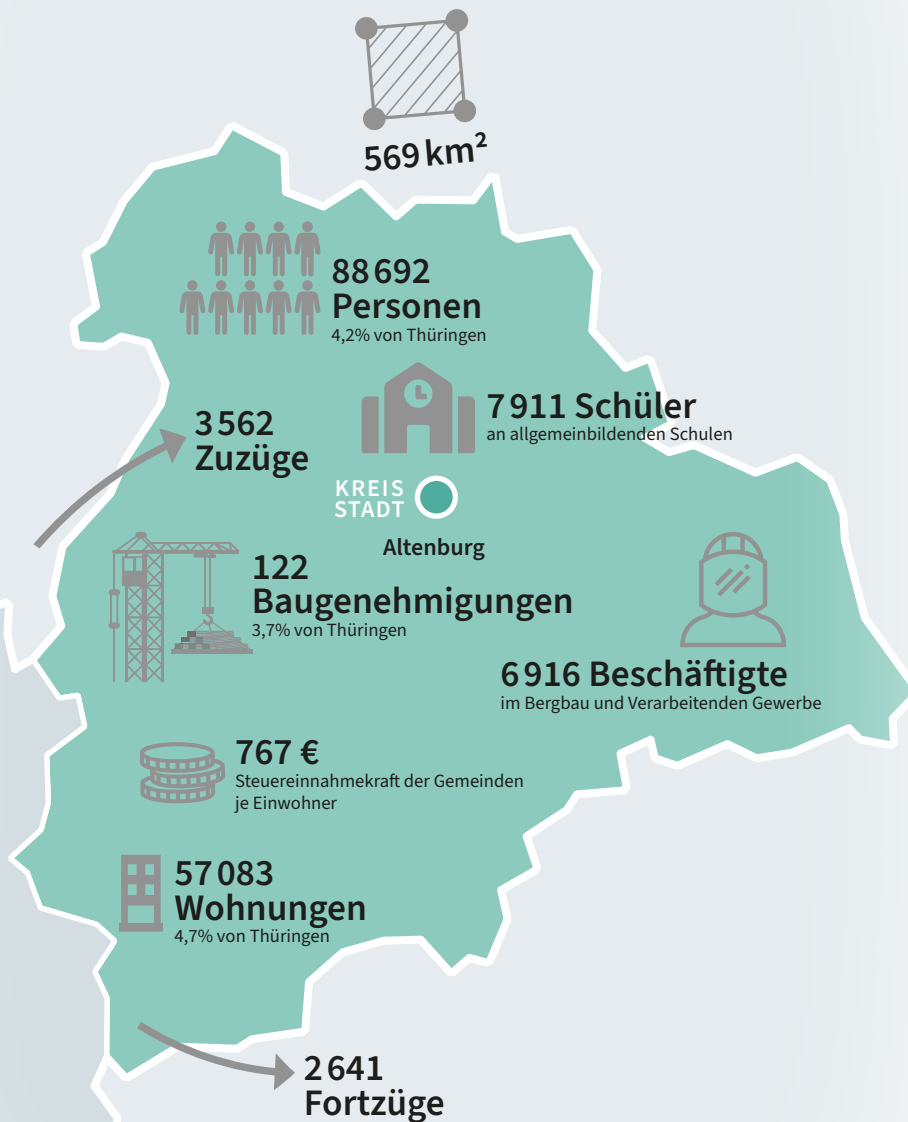 569 km²
88 692
Personen
4,2% von Thüringen
7 911 Schüler
an allgemeinbildenden Schulen
3 562
Zuzüge
KREIS
STADT
Altenburg
122
Baugenehmigungen
3,7% von Thüringen
6 916 Beschäftigte
im Bergbau und Verarbeitenden Gewerbe
767 €
Steuereinnahmekraft der Gemeinden
je Einwohner
57 083
Wohnungen
4,7% von Thüringen
2 641
Fortzüge